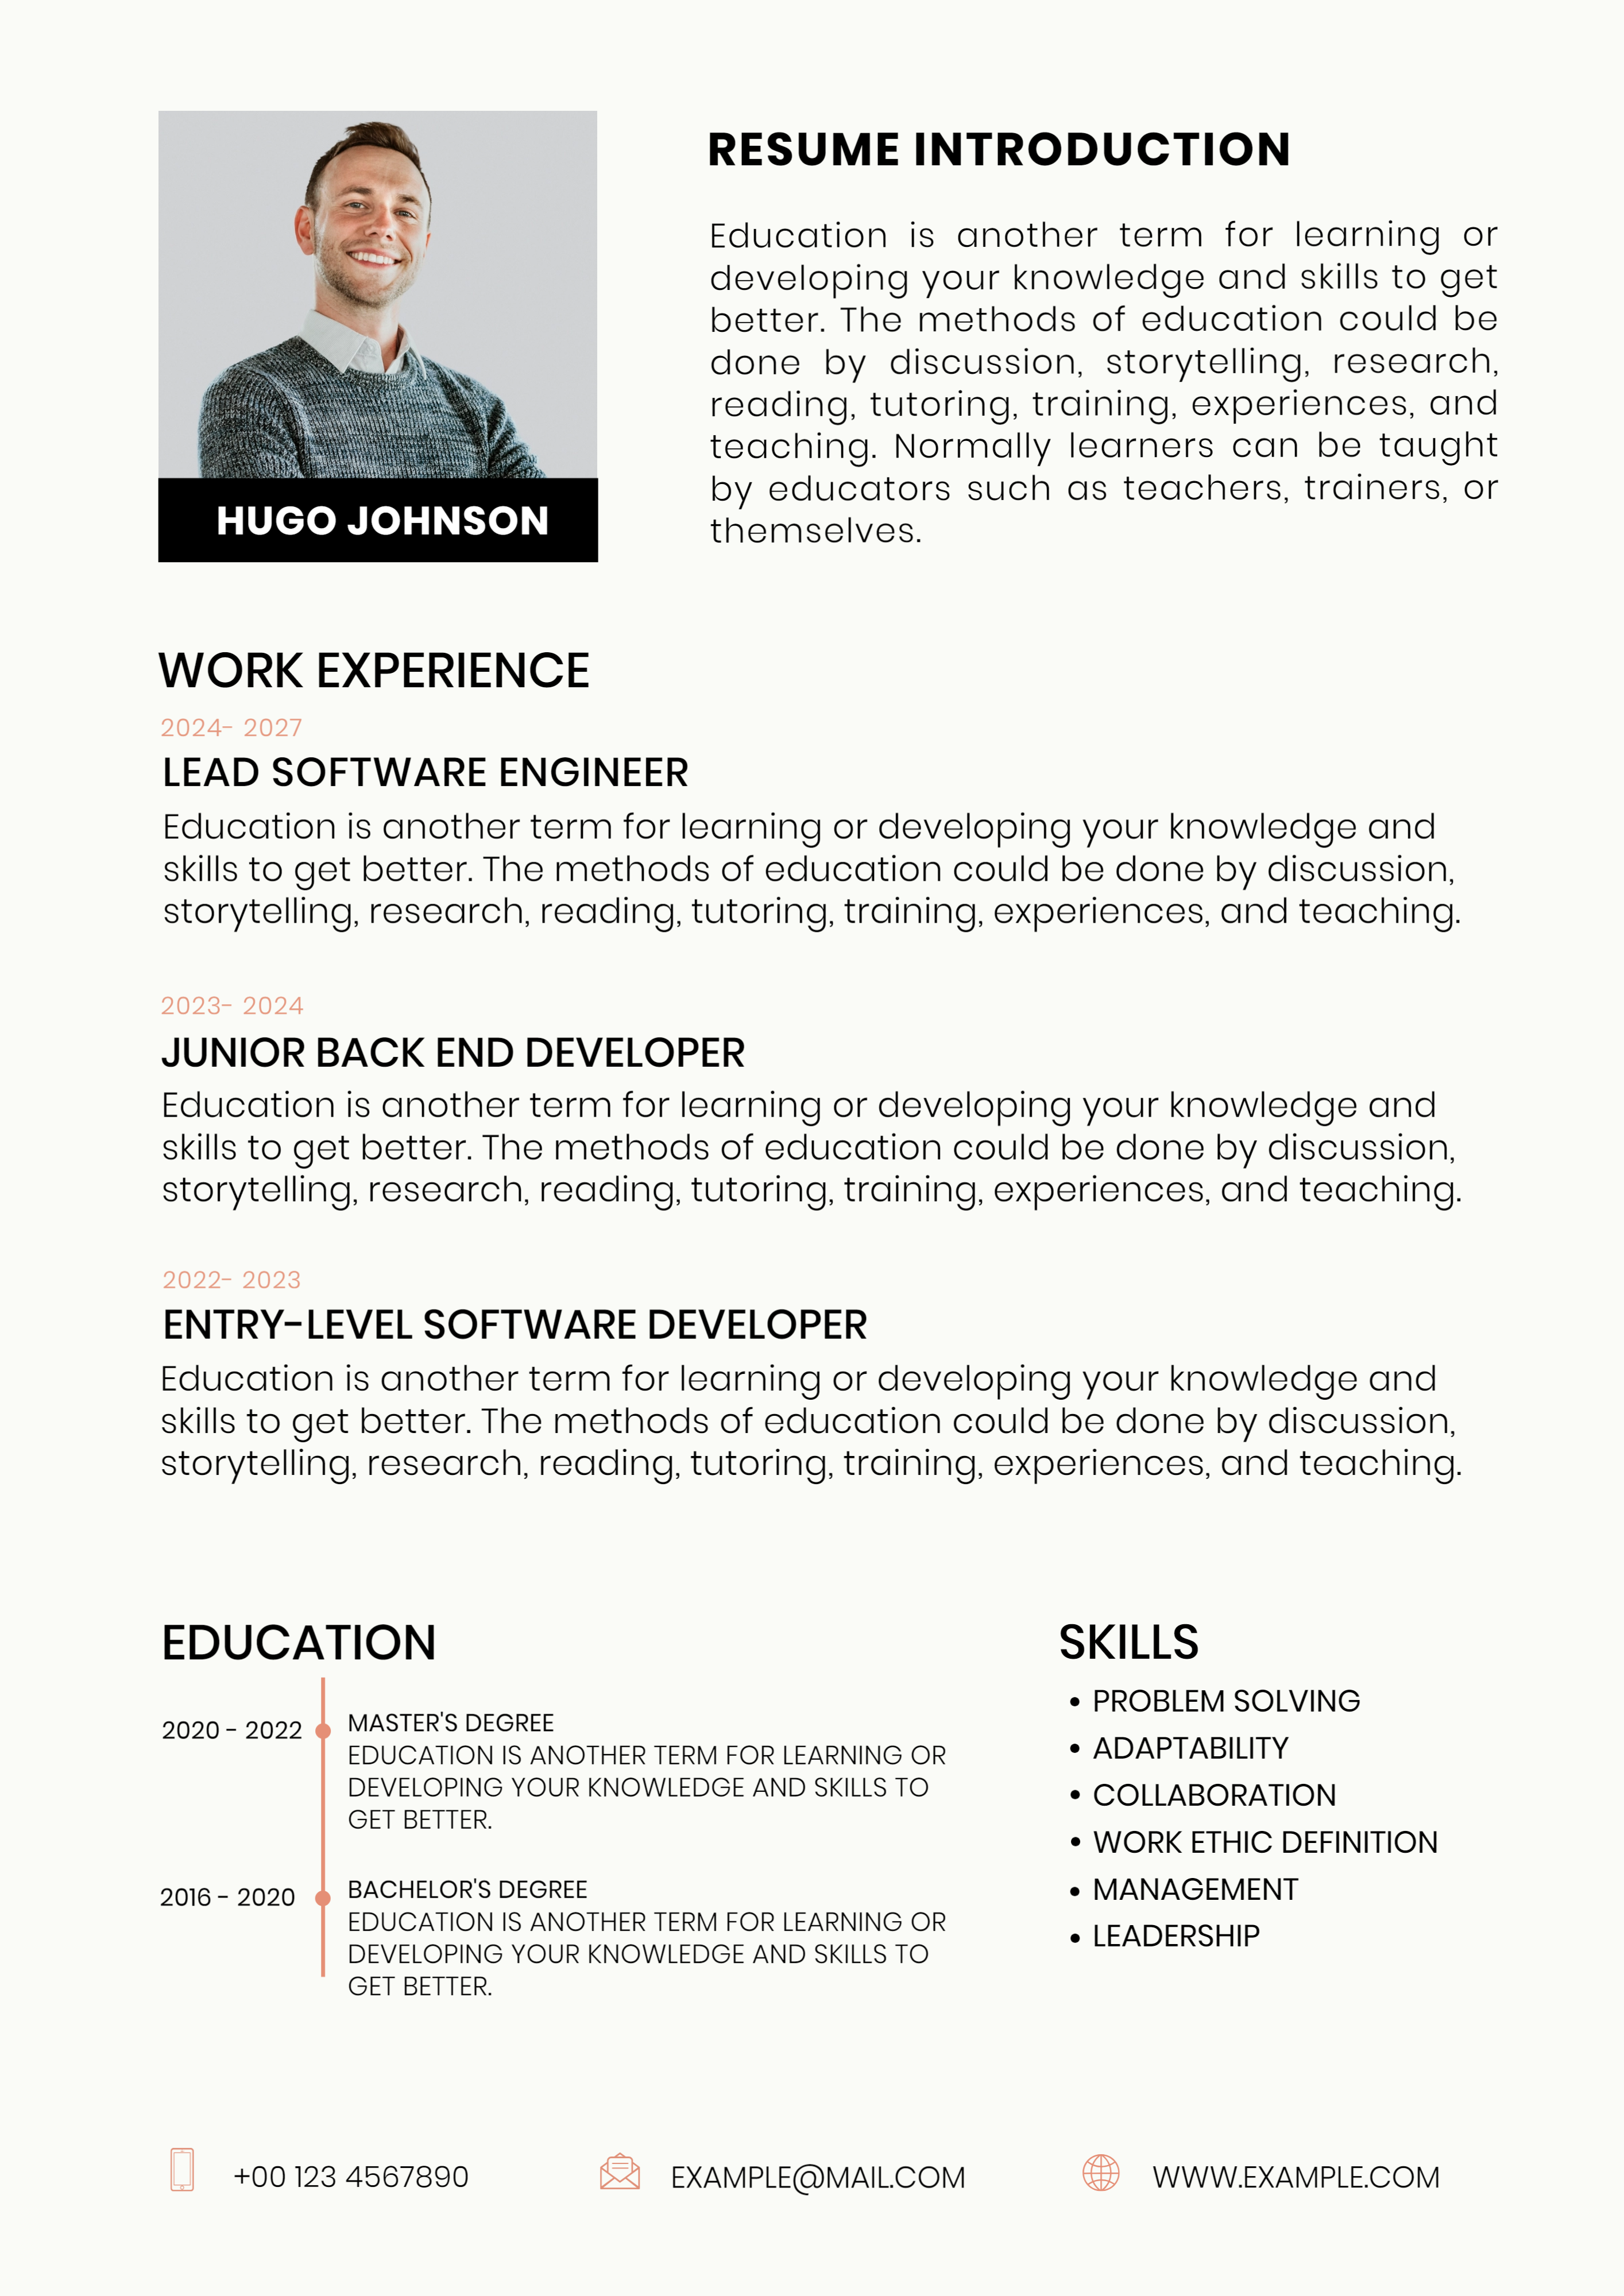 RESUME INTRODUCTION
Education is another term for learning or
developing your knowledge and skills to get
better. The methods of education could be
done by discussion, storytelling, research,
reading, tutoring, training, experiences, and
teaching. Normally learners can be taught
by educators such as teachers, trainers, or
themselves.
HUGO JOHNSON
WORK EXPERIENCE
2024- 2027
LEAD SOFTWARE ENGINEER
Education is another term for learning or developing your knowledge and
skills to get better. The methods of education could be done by discussion,
storytelling, research, reading, tutoring, training, experiences, and teaching.
2023- 2024
JUNIOR BACK END DEVELOPER
Education is another term for learning or developing your knowledge and
skills to get better. The methods of education could be done by discussion,
storytelling, research, reading, tutoring, training, experiences, and teaching.
2022- 2023
ENTRY-LEVEL SOFTWARE DEVELOPER
Education is another term for learning or developing your knowledge and
skills to get better. The methods of education could be done by discussion,
storytelling, research, reading, tutoring, training, experiences, and teaching.
EDUCATION
2020 - 2022
MASTER'S DEGREE
EDUCATION IS ANOTHER TERM FOR LEARNING OR
DEVELOPING YOUR KNOWLEDGE AND SKILLS TO
GET BETTER.
2016 - 2020
BACHELOR'S DEGREE
EDUCATION IS ANOTHER TERM FOR LEARNING OR
DEVELOPING YOUR KNOWLEDGE AND SKILLS TO
GET BETTER.
SKILLS
• PROBLEM SOLVING
• ADAPTABILITY
• COLLABORATION
• WORK ETHIC DEFINITION
• MANAGEMENT
• LEADERSHIP
+00 123 4567890
EXAMPLE@MAIL.COM
WWW.EXAMPLE.COM